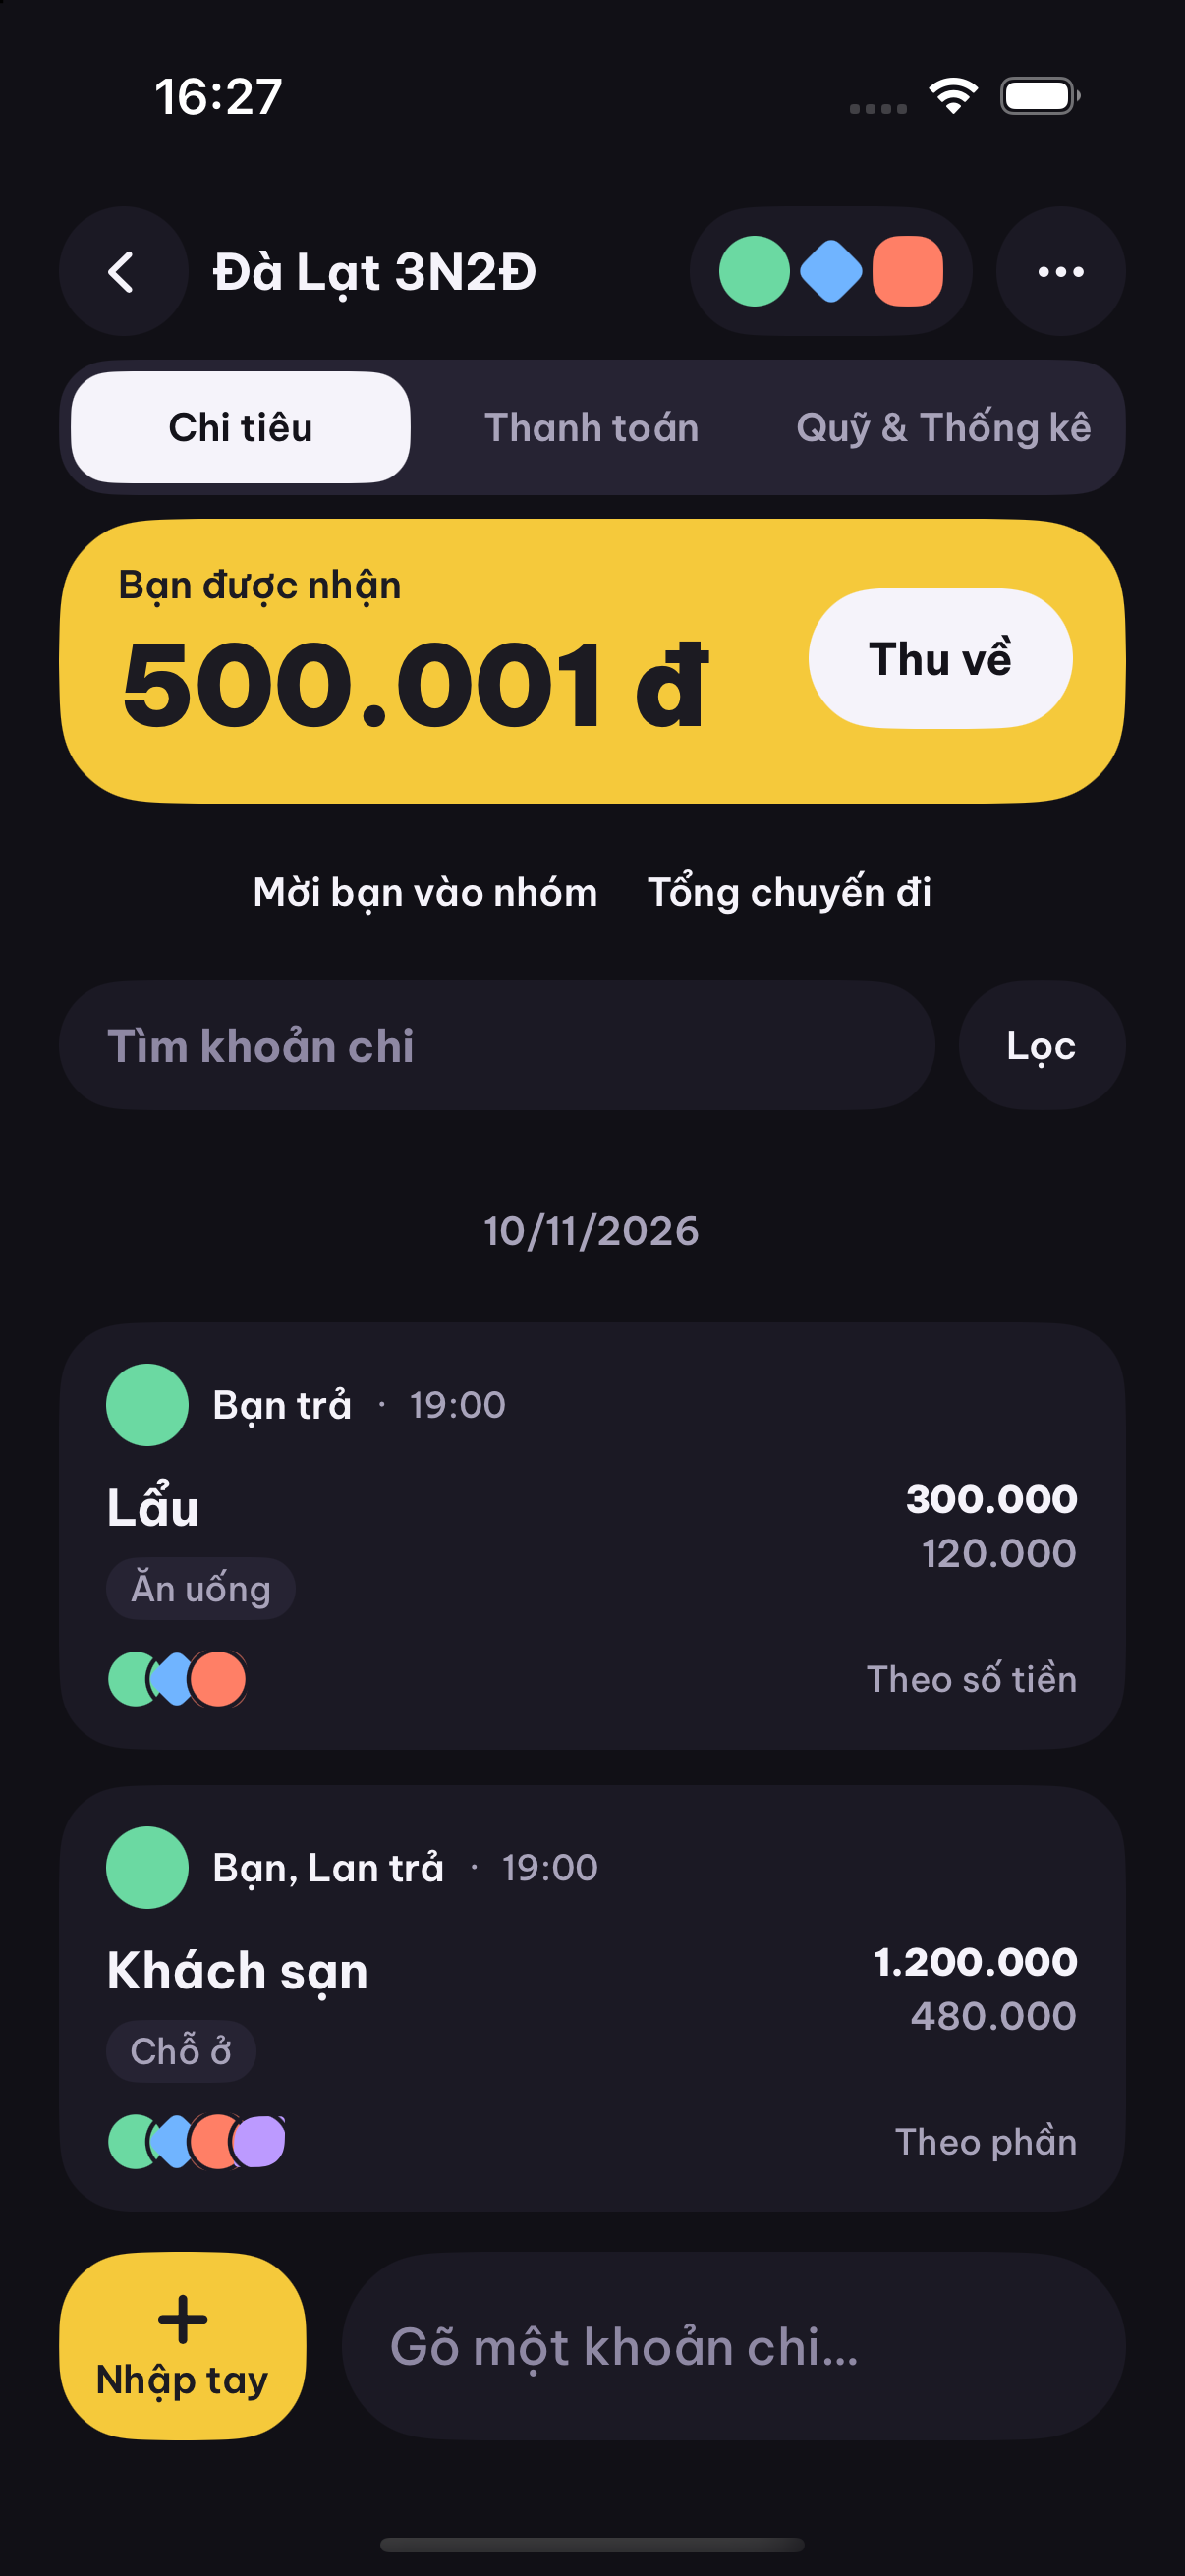 16:27
Đà Lạt 3N2Đ
Chi tiêu
Thanh toán
Quỹ & Thống kê
Bạn được nhận
500.001 đ
Thu về
Mời bạn vào nhóm
Tổng chuyến đi
Tìm khoản chi
Lọc
10/11/2026
Bạn trả · 19:00
Lẩu
300.000
120.000
Ăn uống
Theo số tiền
Bạn, Lan trả · 19:00
Khách sạn
1.200.000
480.000
Chỗ ở
Theo phần
Nhập tay
Gõ một khoản chi...